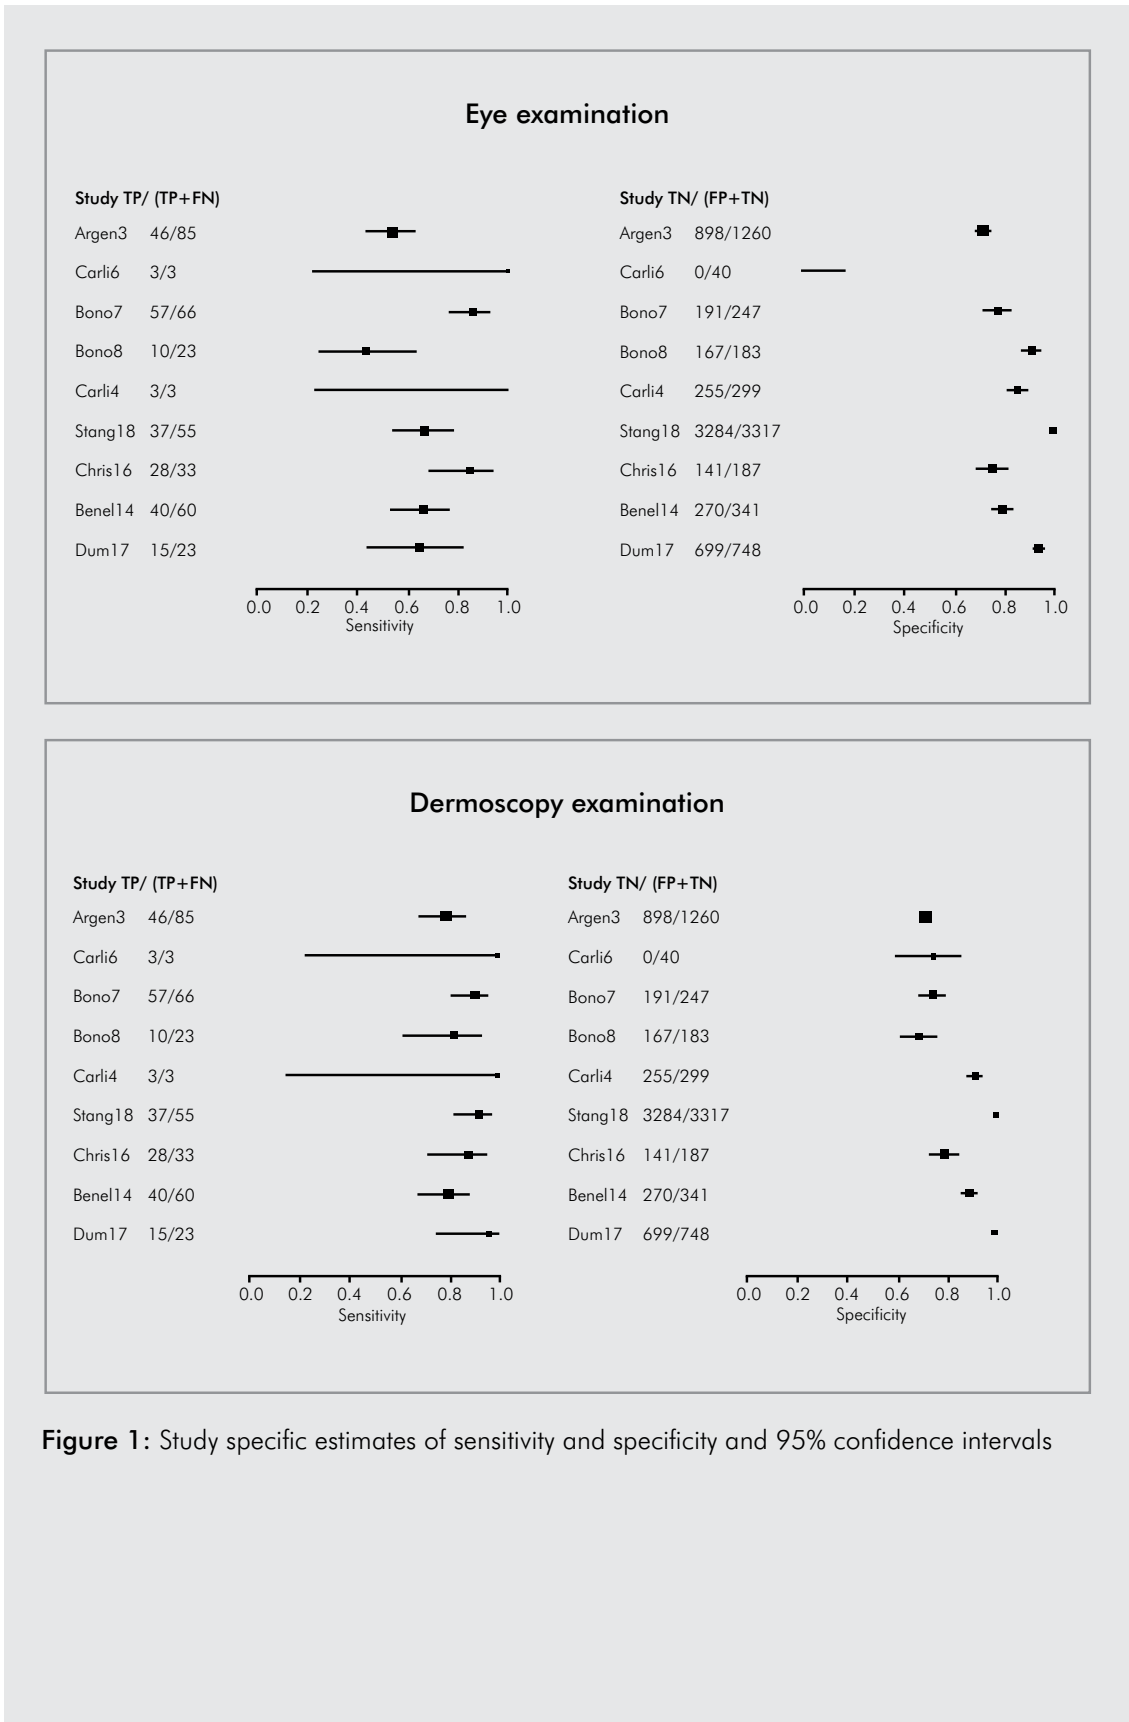 Eye examination
Study TP/ (TP+FN)
Argen3 46/85
Carli6 3/3
Bono7 57/66
Bono8 10/23
Carli4 3/3
Stang18 37/55
Chris16 28/33
Benel14 40/60
Dum17 15/23
0.0 0.2 0.4 0.6 0.8 1.0
Sensitivity
Study TN/ (FP+TN)
Argen3 898/1260
Carli6 0/40
Bono7 191/247
Bono8 167/183
Carli4 255/299
Stang18 3284/3317
Chris16 141/187
Benel14 270/341
Dum17 699/748
0.0 0.2 0.4 0.6 0.8 1.0
Specificity
Dermoscopy examination
Study TP/ (TP+FN)
Argen3 46/85
Carli6 3/3
Bono7 57/66
Bono8 10/23
Carli4 3/3
Stang18 37/55
Chris16 28/33
Benel14 40/60
Dum17 15/23
0.0 0.2 0.4 0.6 0.8 1.0
Sensitivity
Study TN/ (FP+TN)
Argen3 898/1260
Carli6 0/40
Bono7 191/247
Bono8 167/183
Carli4 255/299
Stang18 3284/3317
Chris16 141/187
Benel14 270/341
Dum17 699/748
0.0 0.2 0.4 0.6 0.8 1.0
Specificity
Figure 1: Study specific estimates of sensitivity and specificity and 95% confidence intervals